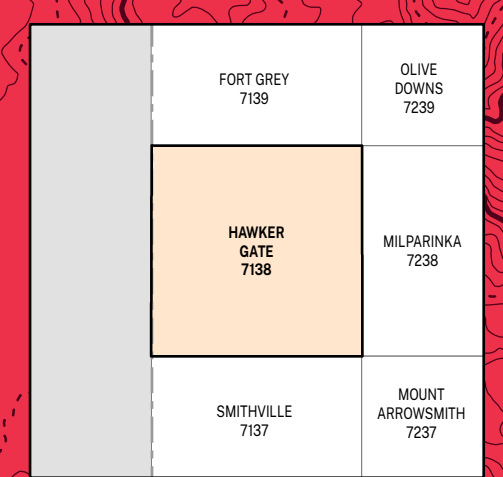 FORT GREY
7139
OLIVE
DOWNS
7239
HAWKER
GATE
7138
MILPARINKA
7238
SMITHVILLE
7137
MOUNT
ARROWSMITH
7237